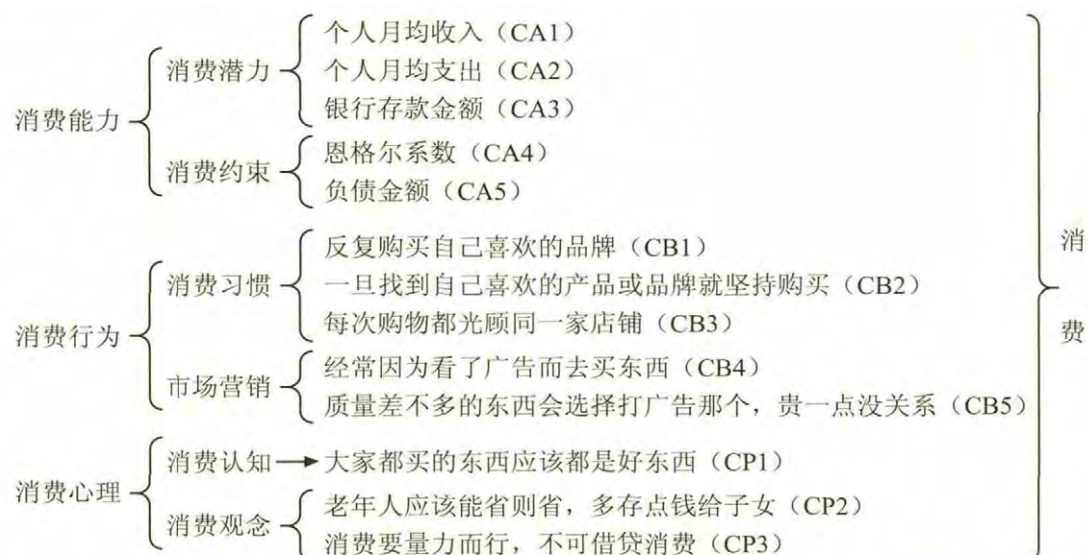 个人月均收入（CA1）
消费潜力
个人月均支出（CA2）
消费能力
银行存款金额（CA3）
恩格尔系数（CA4）
消费约束
负债金额（CA5）
反复购买自己喜欢的品牌（CB1）
消费习惯
一旦找到自己喜欢的产品或品牌就坚持购买（CB2）
每次购物都光顾同一家店铺（CB3）
消费行为
经常因为看了广告而去买东西（CB4）
市场营销
质量差不多的东西会选择打广告那个，贵一点没关系（CB5）
消费认知
大家都买的东西应该都是好东西（CP1）
消费心理
老年人应该能省则省，多存点钱给子女（CP2）
消费观念
消费要量力而行，不可借贷消费（CP3）
消费